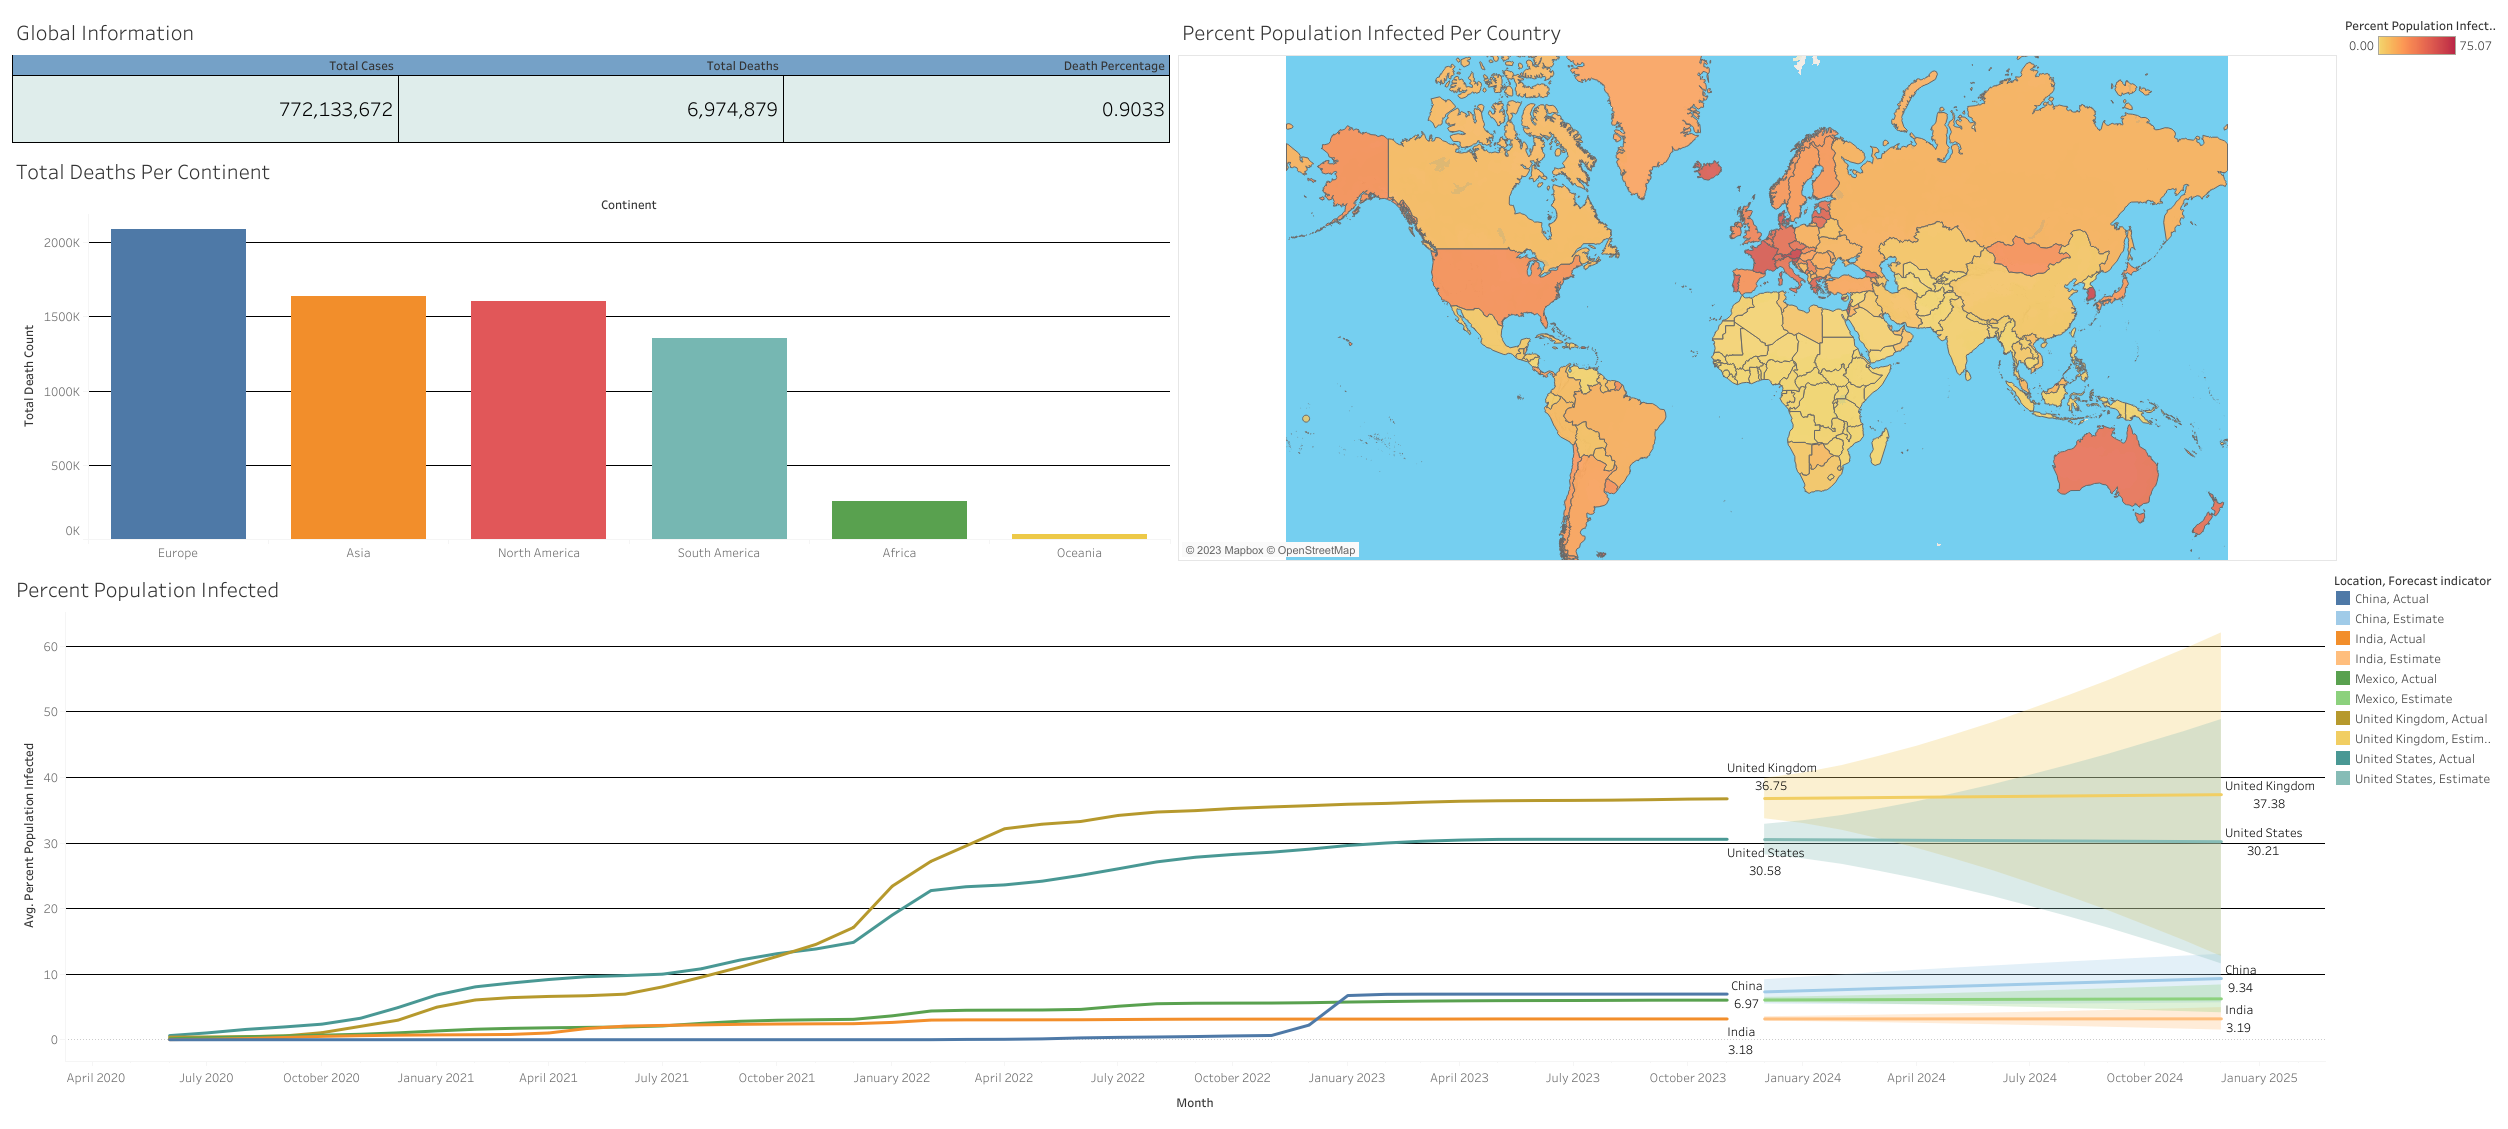 Global Information
Total Cases
Total Deaths
Death Percentage
772,133,672
6,974,879
0.9033
Total Deaths Per Continent
Continent
Total Death Count
2000K
1500K
1000K
500K
0K
Europe
Asia
North America
South America
Africa
Oceania
Percent Population Infected Per Country
© 2023 Mapbox © OpenStreetMap
Percent Population Infect..
0.00
75.07
Percent Population Infected
Avg. Percent Population Infected
60
50
40
30
20
10
0
United Kingdom
36.75
United States
30.58
China
6.97
India
3.18
United Kingdom
37.38
United States
30.21
China
9.34
India
3.19
April 2020
July 2020
October 2020
January 2021
April 2021
July 2021
October 2021
January 2022
April 2022
July 2022
October 2022
January 2023
April 2023
July 2023
October 2023
January 2024
April 2024
July 2024
October 2024
January 2025
Month
Location, Forecast indicator
China, Actual
China, Estimate
India, Actual
India, Estimate
Mexico, Actual
Mexico, Estimate
United Kingdom, Actual
United Kingdom, Estim..
United States, Actual
United States, Estimate